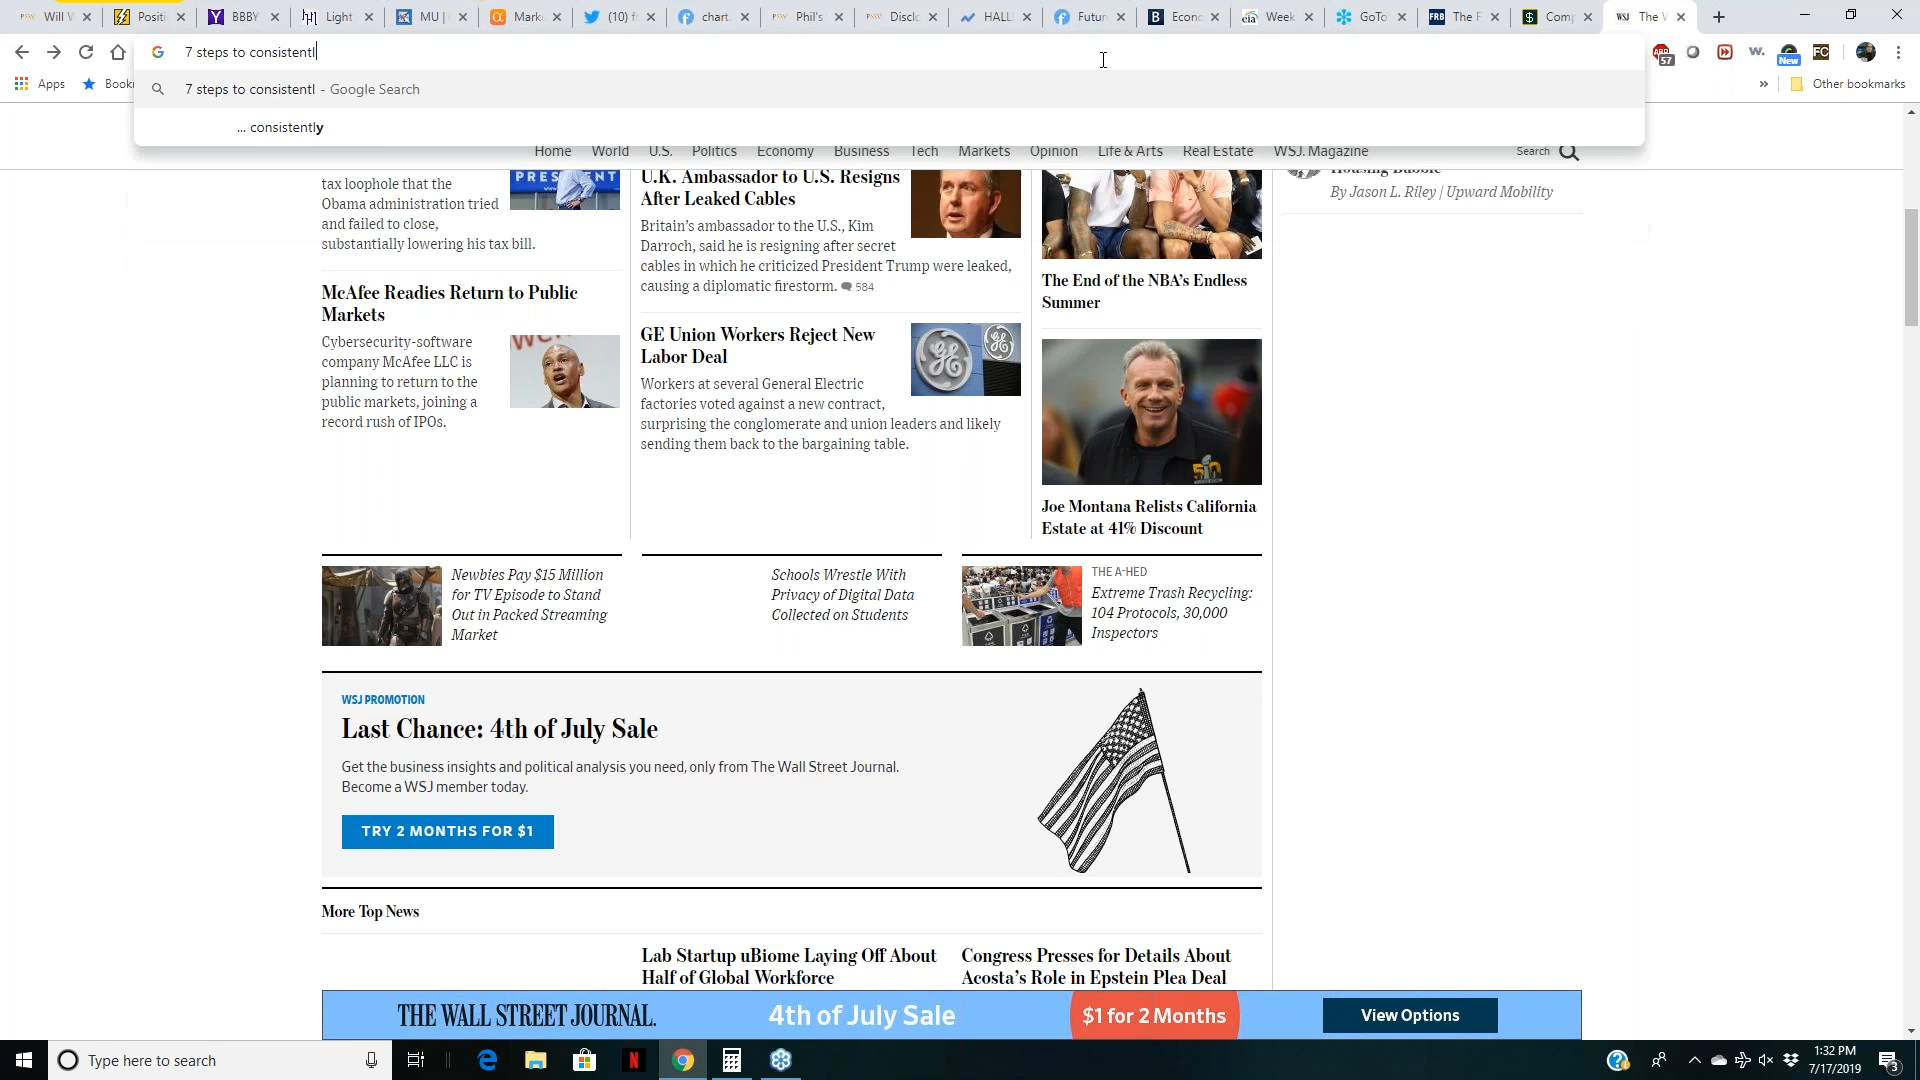 Will V
Positi
BBBY
Light
MU |
Mark
(10) f
chart.
Phil's
Disclo
HALL
Futur
Econ
Week
GoTo
The F
Com
The V
7 steps to consistentl
57
New
FC
7 steps to consistentl - Google Search
... consistently
Apps
Book
Other bookmarks
Home World U.S. Politics Economy Business Tech Markets Opinion Life & Arts Real Estate WSJ. Magazine
Search
tax loophole that the
Obama administration tried
and failed to close,
substantially lowering his tax bill.
PRESIDENT
McAfee Readies Return to Public
Markets
Cybersecurity-software
company McAfee LLC is
planning to return to the
public markets, joining a
record rush of IPOs.
U.K. Ambassador to U.S. Resigns
After Leaked Cables
Britain's ambassador to the U.S., Kim
Darroch, said he is resigning after secret
cables in which he criticized President Trump were leaked,
causing a diplomatic firestorm. 584
GE Union Workers Reject New
Labor Deal
Workers at several General Electric
factories voted against a new contract,
surprising the conglomerate and union leaders and likely
sending them back to the bargaining table.
The End of the NBA's Endless
Summer
Joe Montana Relists California
Estate at 41% Discount
Housing Bubble
By Jason L. Riley | Upward Mobility
Newbies Pay $15 Million
for TV Episode to Stand
Out in Packed Streaming
Market
Schools Wrestle With
Privacy of Digital Data
Collected on Students
THE A-HED
Extreme Trash Recycling:
104 Protocols, 30,000
Inspectors
WSJ PROMOTION
Last Chance: 4th of July Sale
Get the business insights and political analysis you need, only from The Wall Street Journal.
Become a WSJ member today.
TRY 2 MONTHS FOR $1
More Top News
Lab Startup uBiome Laying Off About
Half of Global Workforce
Congress Presses for Details About
Acosta's Role in Epstein Plea Deal
THE WALL STREET JOURNAL.
4th of July Sale
$1 for 2 Months
View Options
Type here to search
1:32 PM
7/17/2019
3